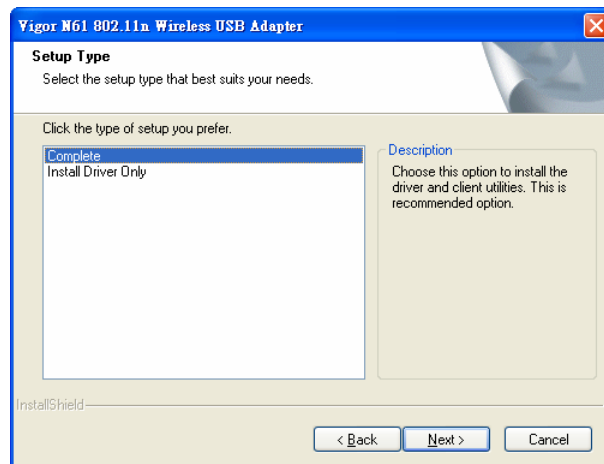 Vigor N61 802.11n Wireless USB Adapter
Setup Type
Select the setup type that best suits your needs.
Click the type of setup you prefer.
Complete
Install Driver Only
Description
Choose this option to install the
driver and client utilities. This is
recommended option.
InstallShield
< Back
Next >
Cancel